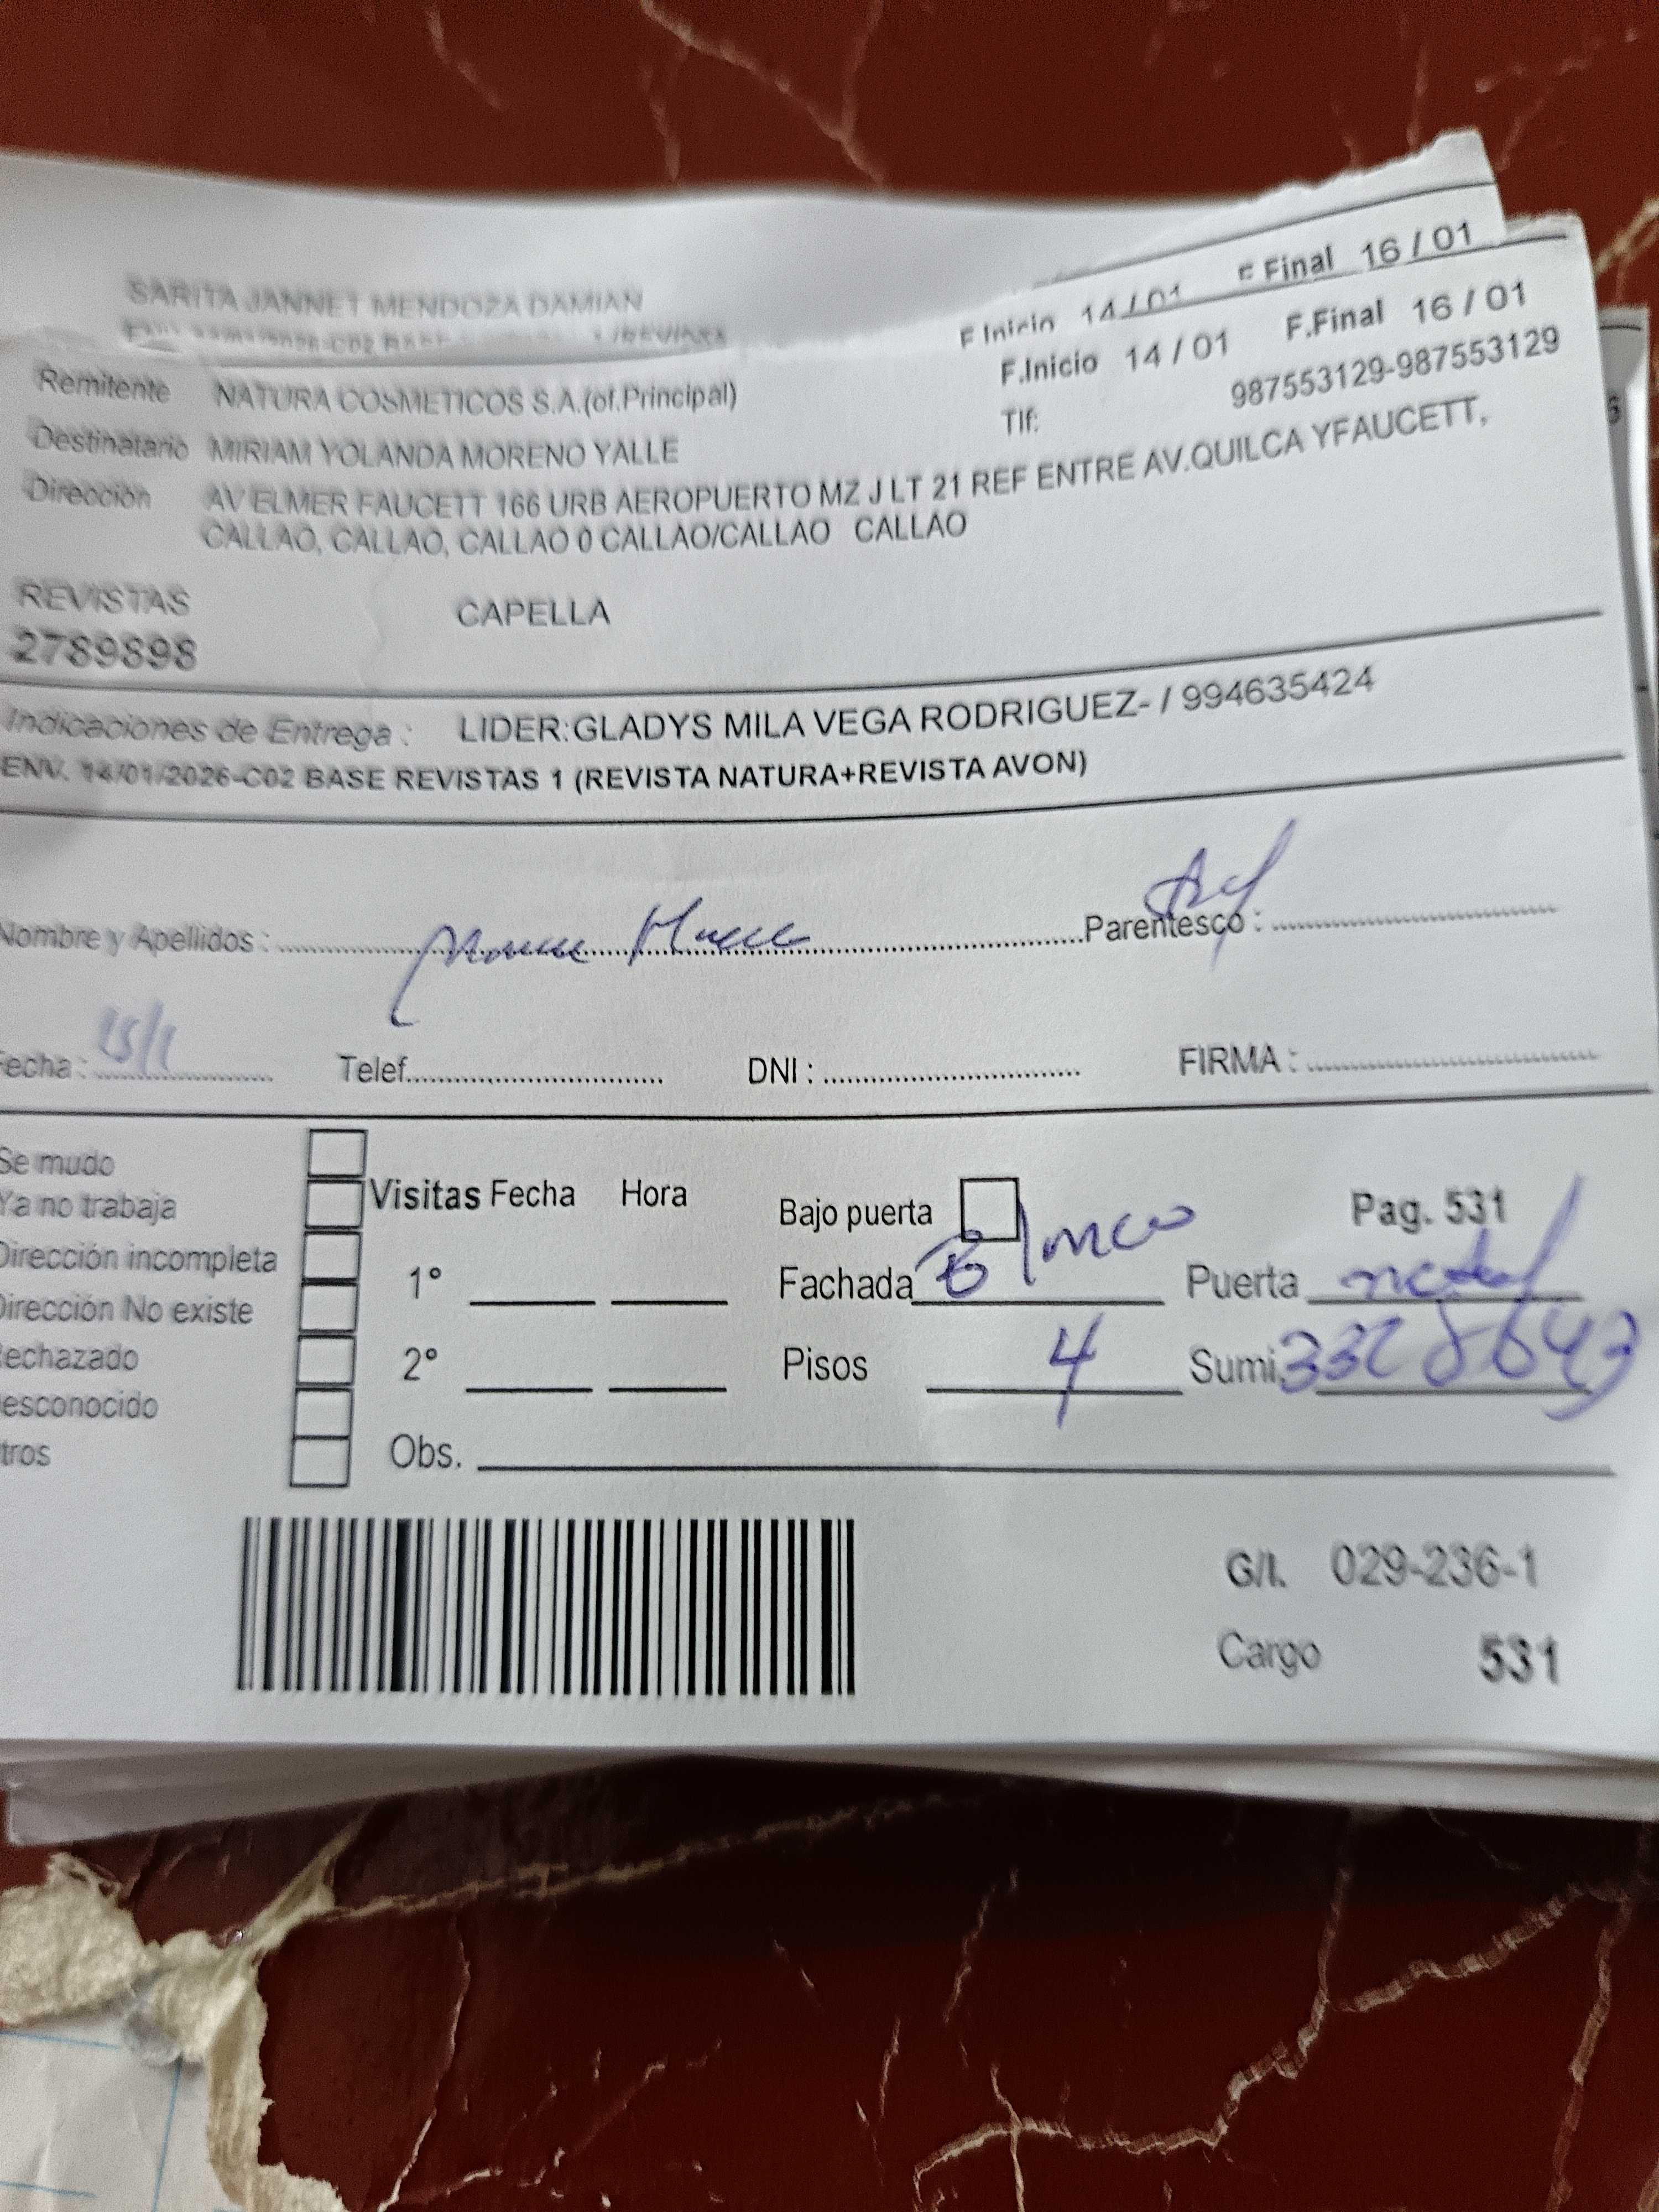 SARITA JANNET MENDOZA DAMIAN
F.Inicio 14/01 F.Final 16/01
F.Inicio 14/01 F.Final 16/01
Remitente NATURA COSMETICOS S.A.(of.Principal)
Tlf: 987553129-987553129
Destinatario MIRIAM YOLANDA MORENO YALLE
Dirección AV ELMER FAUCETT 166 URB AEROPUERTO MZ J LT 21 REF ENTRE AV.QUILCA YFAUCETT,
CALLAO, CALLAO, CALLAO 0 CALLAO/CALLAO CALLAO
REVISTAS CAPELLA
2789898
Indicaciones de Entrega : LIDER:GLADYS MILA VEGA RODRIGUEZ- / 994635424
ENV. 14/01/2026-C02 BASE REVISTAS 1 (REVISTA NATURA+REVISTA AVON)
Nombre y Apellidos : Parentesco :
Fecha : 15/1 Telef. DNI : FIRMA :
Se mudo
Ya no trabaja
Visitas Fecha Hora Bajo puerta Pag. 531
Dirección incompleta
1° Fachada Blanco Puerta
Dirección No existe
Rechazado 2° Pisos 4 Sumi.
esconocido
tros Obs.
G/I. 029-236-1
Cargo 531